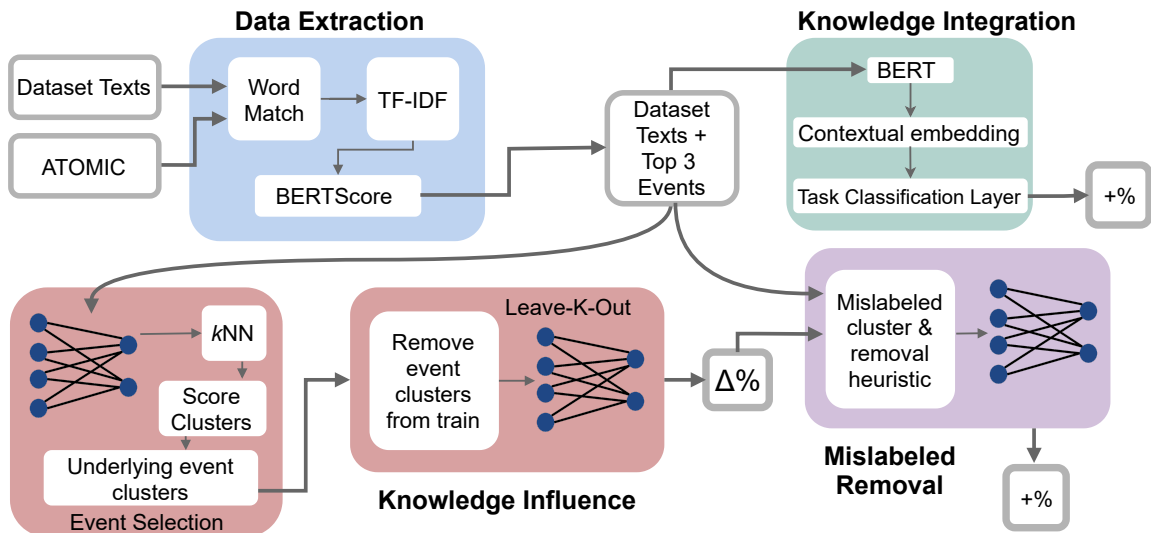 Data Extraction
Knowledge Integration
Dataset Texts
ATOMIC
Word
Match
TF-IDF
BERTScore
Dataset
Texts +
Top 3
Events
BERT
Contextual embedding
Task Classification Layer
+%
kNN
Score
Clusters
Underlying event
clusters
Event Selection
Leave-K-Out
Remove
event
clusters
from train
Knowledge Influence
Δ%
Mislabeled
cluster &
removal
heuristic
Mislabeled
Removal
+%